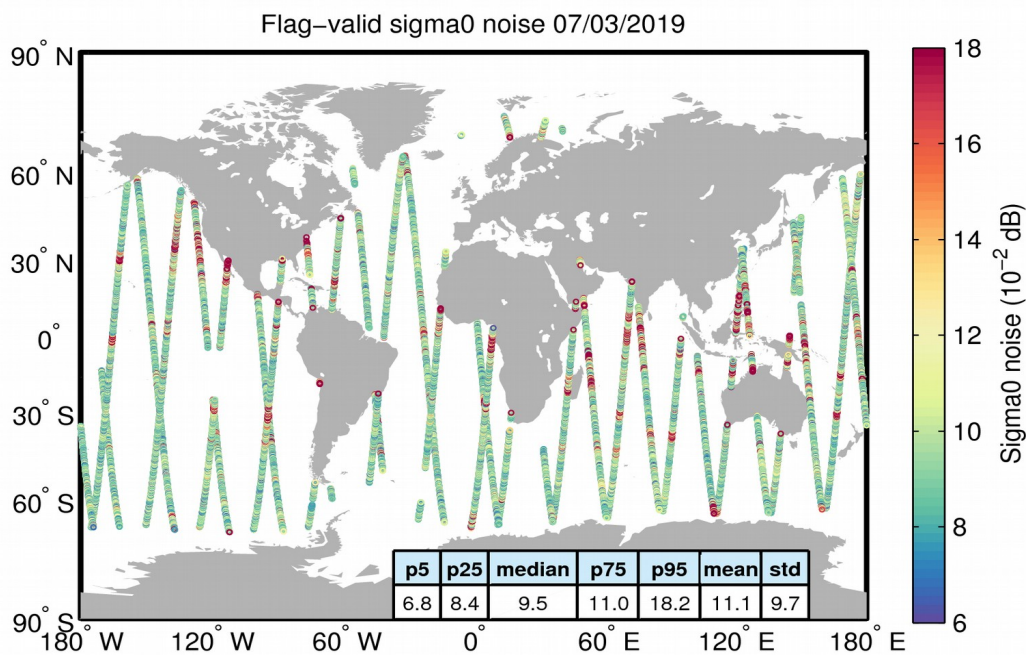 Flag−valid sigma0 noise 07/03/2019
90° N
60° N
30° N
0°
30° S
60° S
90° S
180° W
120° W
60° W
0°
60° E
120° E
180° E
p5 p25 median p75 p95 mean std
6.8 8.4 9.5 11.0 18.2 11.1 9.7
18
16
14
12
10
8
6
Sigma0 noise (10⁻² dB)